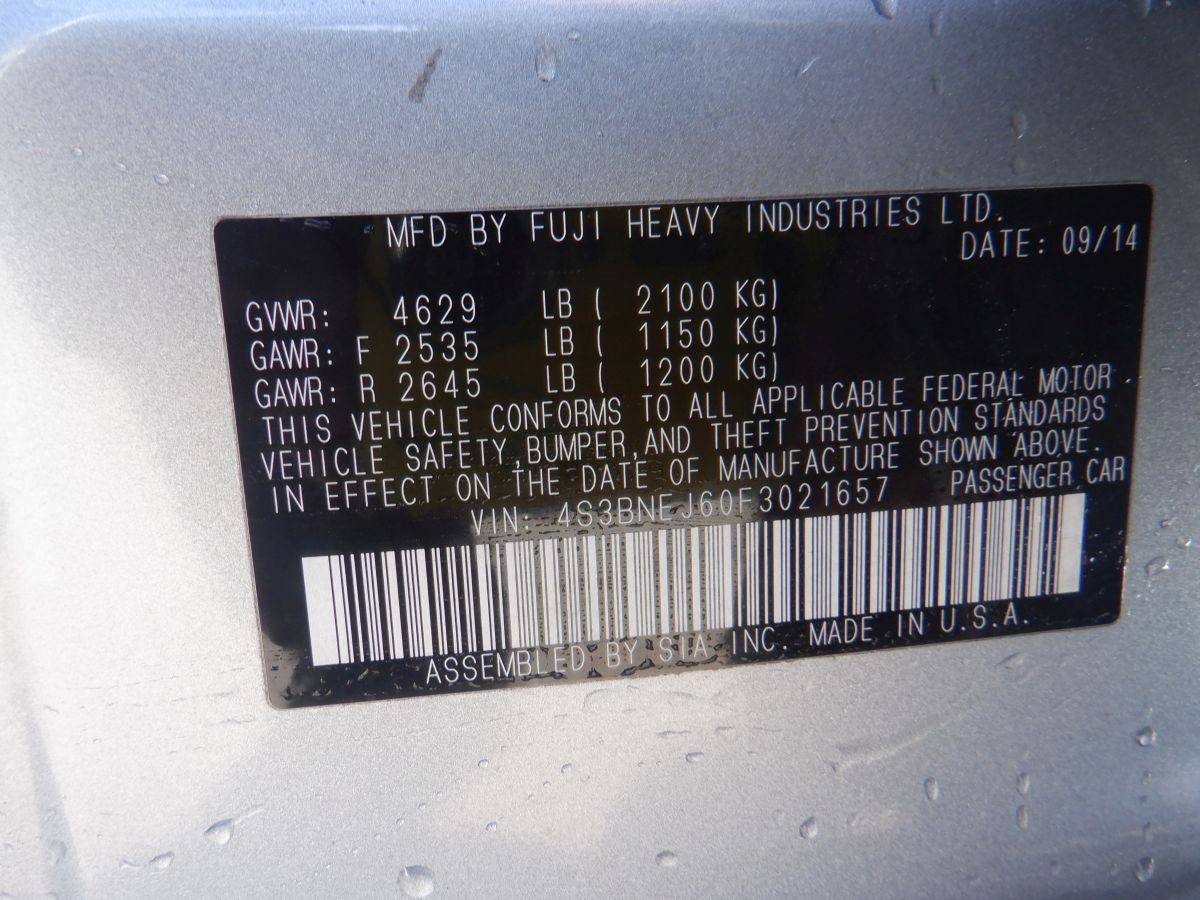 MFD BY FUJI HEAVY INDUSTRIES LTD.
DATE: 09/14
GVWR: 4629 LB ( 2100 KG)
GAWR: F 2535 LB ( 1150 KG)
GAWR: R 2645 LB ( 1200 KG)
THIS VEHICLE CONFORMS TO ALL APPLICABLE FEDERAL MOTOR
VEHICLE SAFETY,BUMPER,AND THEFT PREVENTION STANDARDS
IN EFFECT ON THE DATE OF MANUFACTURE SHOWN ABOVE.
VIN: 4S3BNEJ60F3021657 PASSENGER CAR
ASSEMBLED BY SIA INC. MADE IN U.S.A.